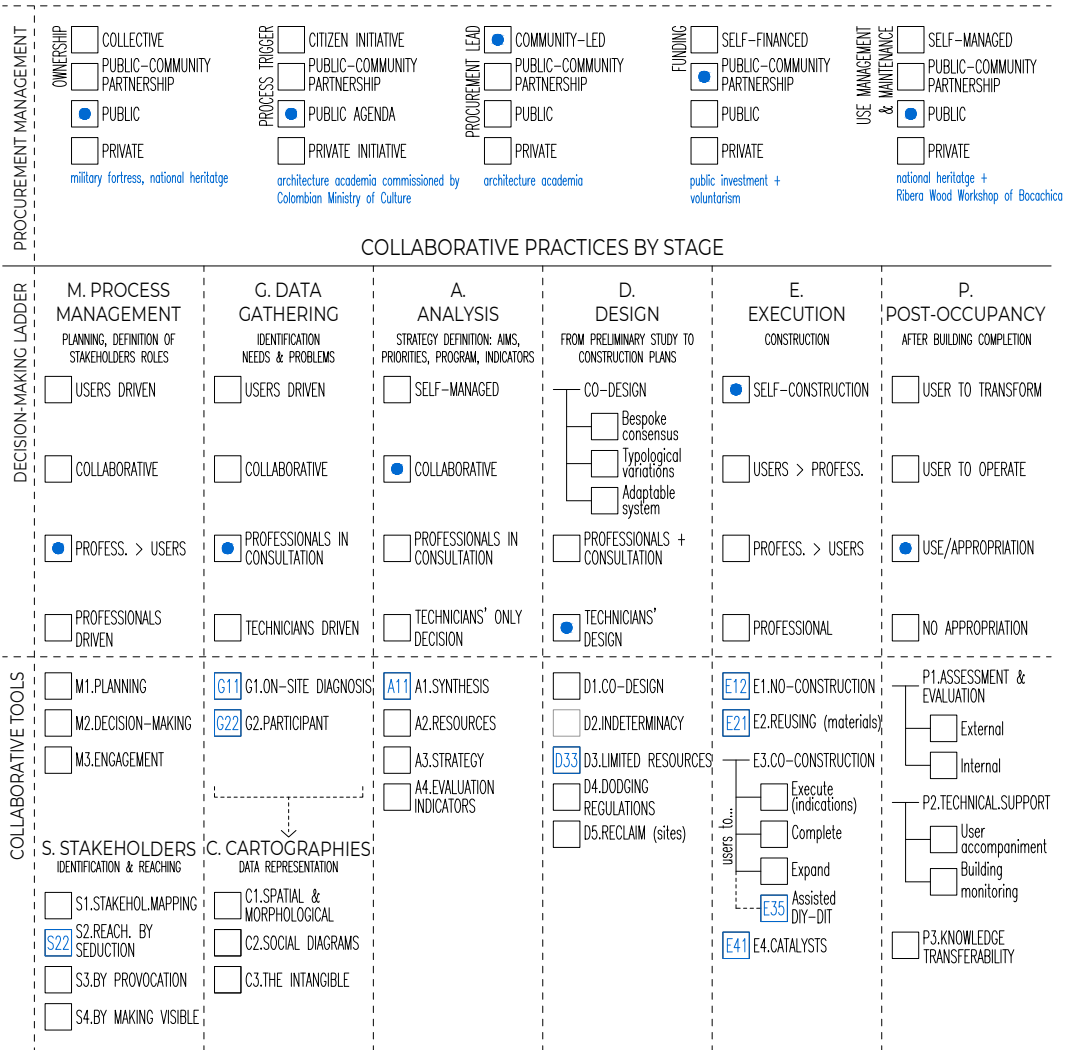 PROCUREMENT MANAGEMENT
OWNERSHIP
COLLECTIVE
PUBLIC-COMMUNITY
PARTNERSHIP
PUBLIC
PRIVATE
military fortress, national heritatge
PROCESS TRIGGER
CITIZEN INITIATIVE
PUBLIC-COMMUNITY
PARTNERSHIP
PUBLIC AGENDA
PRIVATE INITIATIVE
architecture academia commissioned by
Colombian Ministry of Culture
PROCUREMENT LEAD
COMMUNITY-LED
PUBLIC-COMMUNITY
PARTNERSHIP
PUBLIC
PRIVATE
architecture academia
FUNDING
SELF-FINANCED
PUBLIC-COMMUNITY
PARTNERSHIP
PUBLIC
PRIVATE
public investment +
voluntarism
USE MANAGEMENT
& MAINTENANCE
SELF-MANAGED
PUBLIC-COMMUNITY
PARTNERSHIP
PUBLIC
PRIVATE
national heritatge +
Ribera Wood Workshop of Bocachica
COLLABORATIVE PRACTICES BY STAGE
DECISION-MAKING LADDER
M. PROCESS
MANAGEMENT
PLANNING, DEFINITION OF
STAKEHOLDERS ROLES
USERS DRIVEN
COLLABORATIVE
PROFESS. > USERS
PROFESSIONALS
DRIVEN
G. DATA
GATHERING
IDENTIFICATION
NEEDS & PROBLEMS
USERS DRIVEN
COLLABORATIVE
PROFESSIONALS IN
CONSULTATION
TECHNICIANS DRIVEN
A.
ANALYSIS
STRATEGY DEFINITION: AIMS,
PRIORITIES, PROGRAM, INDICATORS
SELF-MANAGED
COLLABORATIVE
PROFESSIONALS IN
CONSULTATION
TECHNICIANS' ONLY
DECISION
D.
DESIGN
FROM PRELIMINARY STUDY TO
CONSTRUCTION PLANS
CO-DESIGN
Bespoke
consensus
Typological
variations
Adaptable
system
PROFESSIONALS +
CONSULTATION
TECHNICIANS'
DESIGN
E.
EXECUTION
CONSTRUCTION
SELF-CONSTRUCTION
USERS > PROFESS.
PROFESS. > USERS
PROFESSIONAL
P.
POST-OCCUPANCY
AFTER BUILDING COMPLETION
USER TO TRANSFORM
USER TO OPERATE
USE/APPROPRIATION
NO APPROPRIATION
COLLABORATIVE TOOLS
M1.PLANNING
M2.DECISION-MAKING
M3.ENGAGEMENT
S. STAKEHOLDERS
IDENTIFICATION & REACHING
S1.STAKEHOL.MAPPING
S22 S2.REACH. BY
SEDUCTION
S3.BY PROVOCATION
S4.BY MAKING VISIBLE
G11 G1.ON-SITE DIAGNOSIS
G22 G2.PARTICIPANT
C. CARTOGRAPHIES
DATA REPRESENTATION
C1.SPATIAL &
MORPHOLOGICAL
C2.SOCIAL DIAGRAMS
C3.THE INTANGIBLE
A11 A1.SYNTHESIS
A2.RESOURCES
A3.STRATEGY
A4.EVALUATION
INDICATORS
D1.CO-DESIGN
D2.INDETERMINACY
D33 D3.LIMITED RESOURCES
D4.DODGING
REGULATIONS
D5.RECLAIM (sites)
E12 E1.NO-CONSTRUCTION
E21 E2.REUSING (materials)
E3.CO-CONSTRUCTION
users to...
Execute
(indications)
Complete
Expand
E35 Assisted
DIY-DIT
E41 E4.CATALYSTS
P1.ASSESSMENT &
EVALUATION
External
Internal
P2.TECHNICAL.SUPPORT
User
accompaniment
Building
monitoring
P3.KNOWLEDGE
TRANSFERABILITY